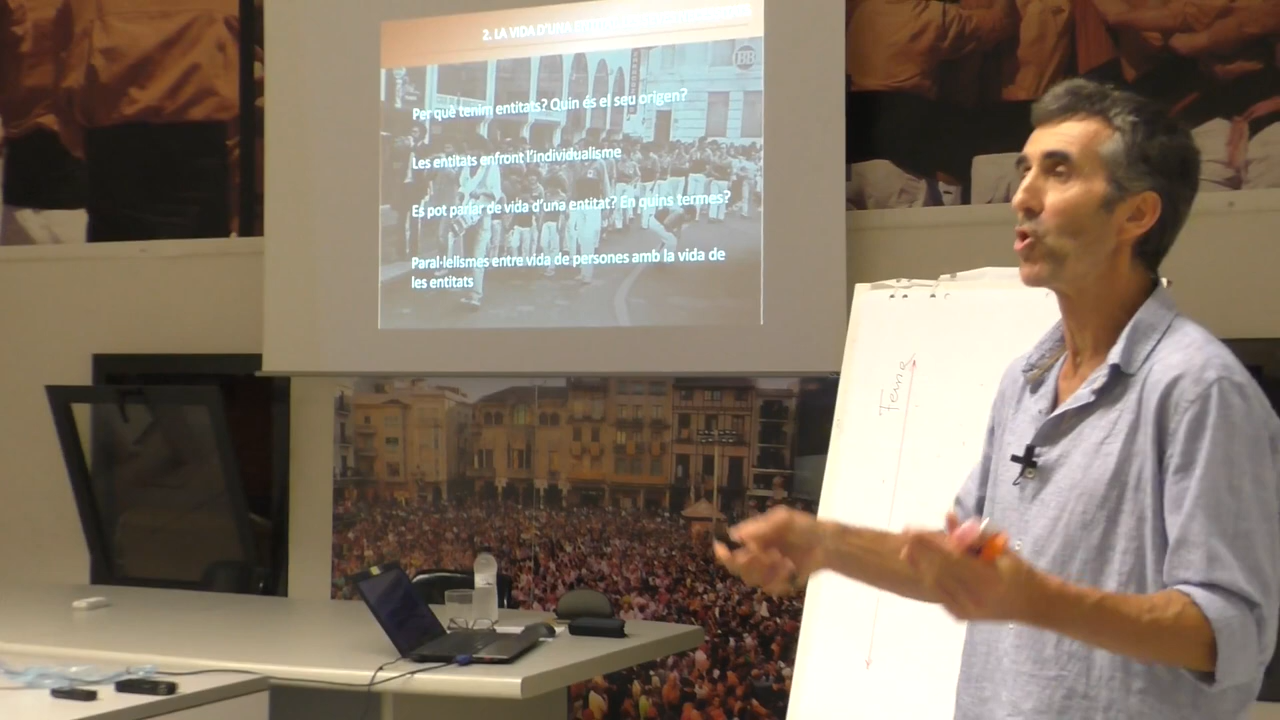 2. LA VIDA D'UNA
BB
Per què tenim entitats? Quin és el seu origen?
Les entitats enfront l'individualisme
Es pot parlar de vida d'una entitat? En quins termes?
Paral·lelismes entre vida de persones amb la vida de
les entitats